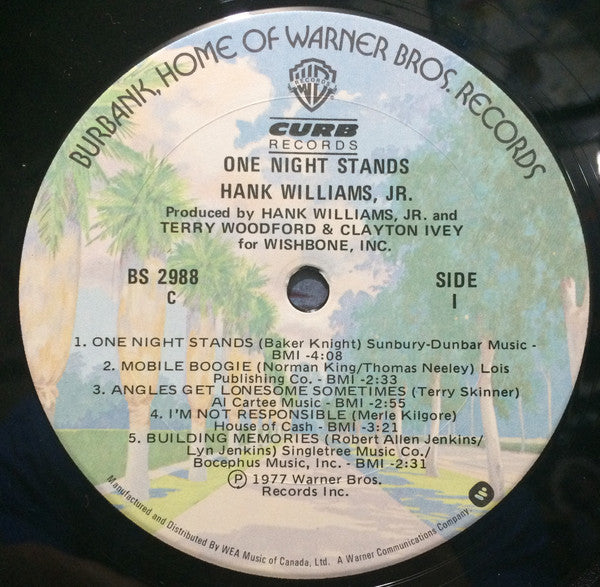 BURBANK, HOME OF WARNER BROS. RECORDS
RECORDS
CURB
RECORDS
ONE NIGHT STANDS
HANK WILLIAMS, JR.
Produced by HANK WILLIAMS, JR. and
TERRY WOODFORD & CLAYTON IVEY
for WISHBONE, INC.
BS 2988
C
SIDE
I
1. ONE NIGHT STANDS (Baker Knight) Sunbury-Dunbar Music -
BMI -4:08
2. MOBILE BOOGIE (Norman King/Thomas Neeley) Lois
Publishing Co. - BMI -2:33
3. ANGLES GET LONESOME SOMETIMES (Terry Skinner)
Al Cartee Music - BMI -2:55
4. I'M NOT RESPONSIBLE (Merle Kilgore)
House of Cash - BMI -3:21
5. BUILDING MEMORIES (Robert Allen Jenkins/
Lyn Jenkins) Singletree Music Co./
Bocephus Music, Inc. - BMI -2:31
Ⓟ 1977 Warner Bros.
Records Inc.
Manufactured and Distributed By WEA Music of Canada, Ltd. A Warner Communications Company.